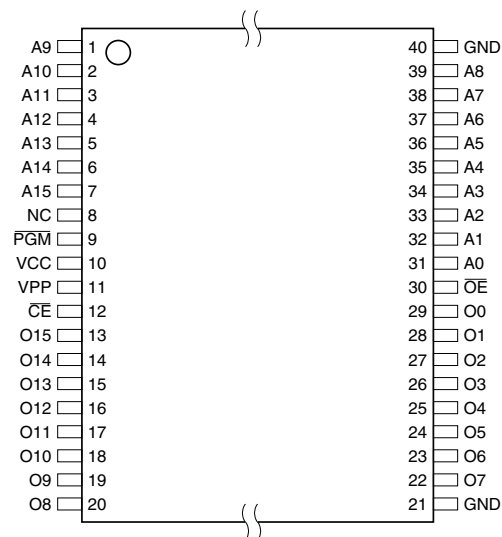 A9 1 40 GND
A10 2 39 A8
A11 3 38 A7
A12 4 37 A6
A13 5 36 A5
A14 6 35 A4
A15 7 34 A3
NC 8 33 A2
PGM 9 32 A1
VCC 10 31 A0
VPP 11 30 OE
CE 12 29 O0
O15 13 28 O1
O14 14 27 O2
O13 15 26 O3
O12 16 25 O4
O11 17 24 O5
O10 18 23 O6
O9 19 22 O7
O8 20 21 GND